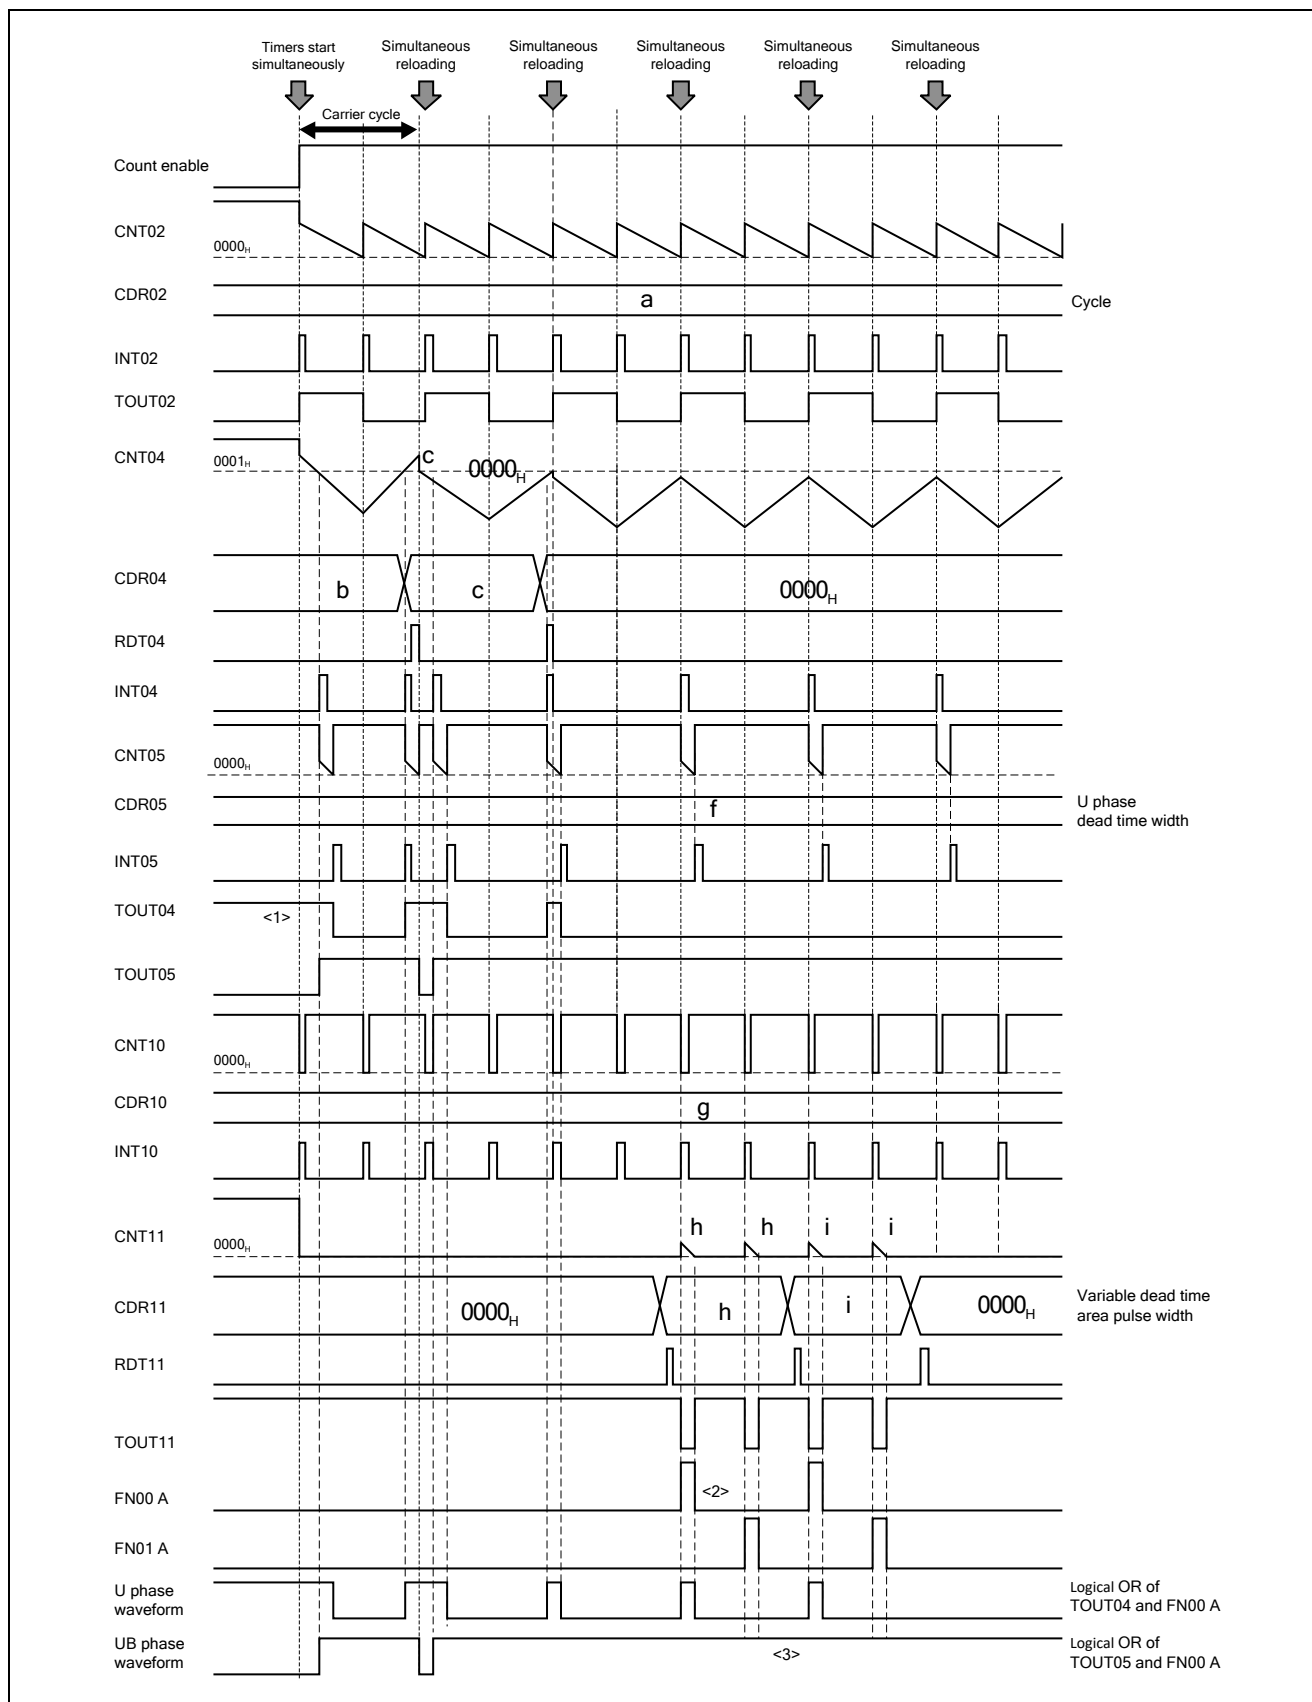 Timers start
simultaneously
Simultaneous
reloading
Simultaneous
reloading
Simultaneous
reloading
Simultaneous
reloading
Simultaneous
reloading
Carrier cycle
Count enable
CNT02
0000H
CDR02
a
Cycle
INT02
TOUT02
CNT04
0001H
c
0000H
CDR04
b
c
0000H
RDT04
INT04
CNT05
0000H
CDR05
f
U phase
dead time width
INT05
TOUT04
<1>
TOUT05
CNT10
0000H
CDR10
g
INT10
CNT11
0000H
h
h
i
i
CDR11
0000H
h
i
0000H
Variable dead time
area pulse width
RDT11
TOUT11
FN00 A
<2>
FN01 A
U phase
waveform
Logical OR of
TOUT04 and FN00 A
UB phase
waveform
<3>
Logical OR of
TOUT05 and FN00 A